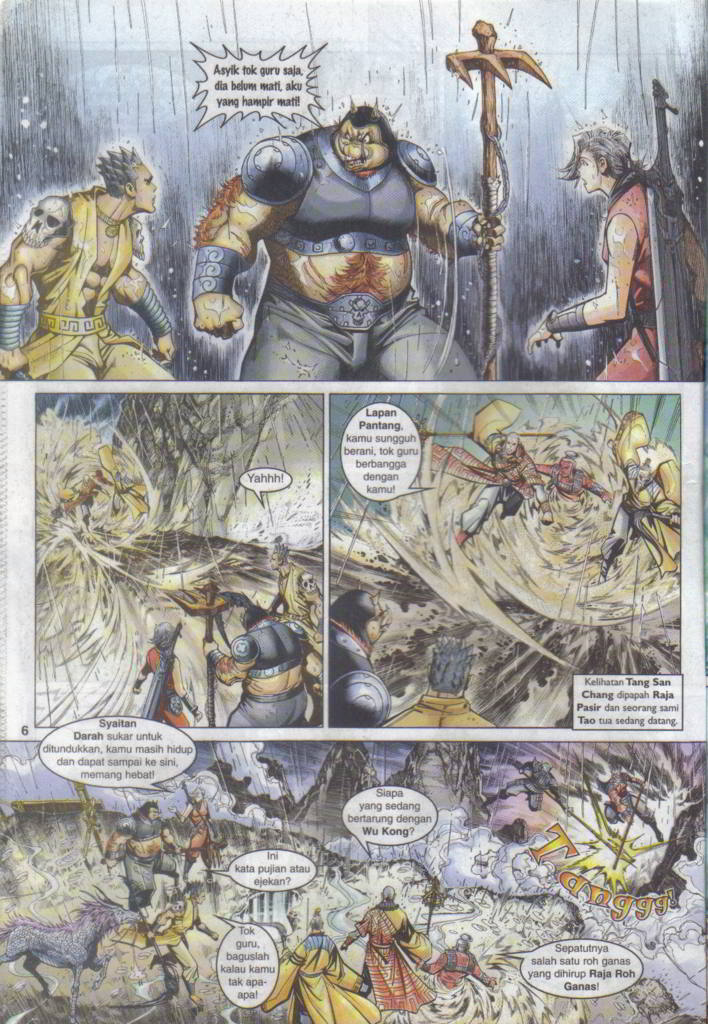 Asyik tok guru saja,
dia belum mati, aku
yang hampir mati!
Yahhh!
Lapan
Pantang,
kamu sungguh
berani, tok guru
berbangga
dengan
kamu!
Kelihatan Tang San
Chang dipapah Raja
Pasir dan seorang sami
Tao tua sedang datang.
6
Syaitan
Darah sukar untuk
ditundukkan, kamu masih hidup
dan dapat sampai ke sini,
memang hebat!
Siapa
yang sedang
bertarung dengan
Wu Kong?
Tanggg
Ini
kata pujian atau
ejekan?
Tok
guru,
baguslah
kalau kamu
tak apa-
apa!
Sepatutnya
salah satu roh ganas
yang dihirup Raja Roh
Ganas!